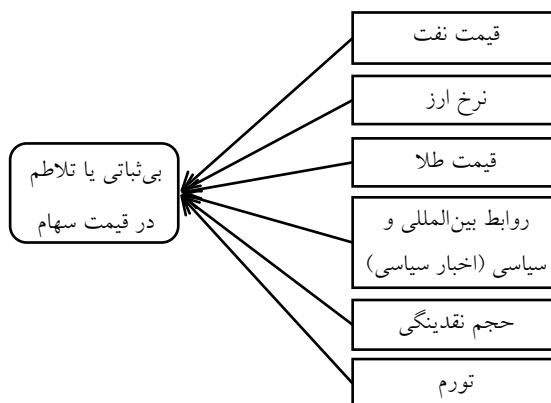 قیمت نفت
نرخ ارز
قیمت طلا
روابط بین‌المللی و
سیاسی (اخبار سیاسی)
حجم نقدینگی
تورم
بی‌ثباتی یا تلاطم
در قیمت سهام